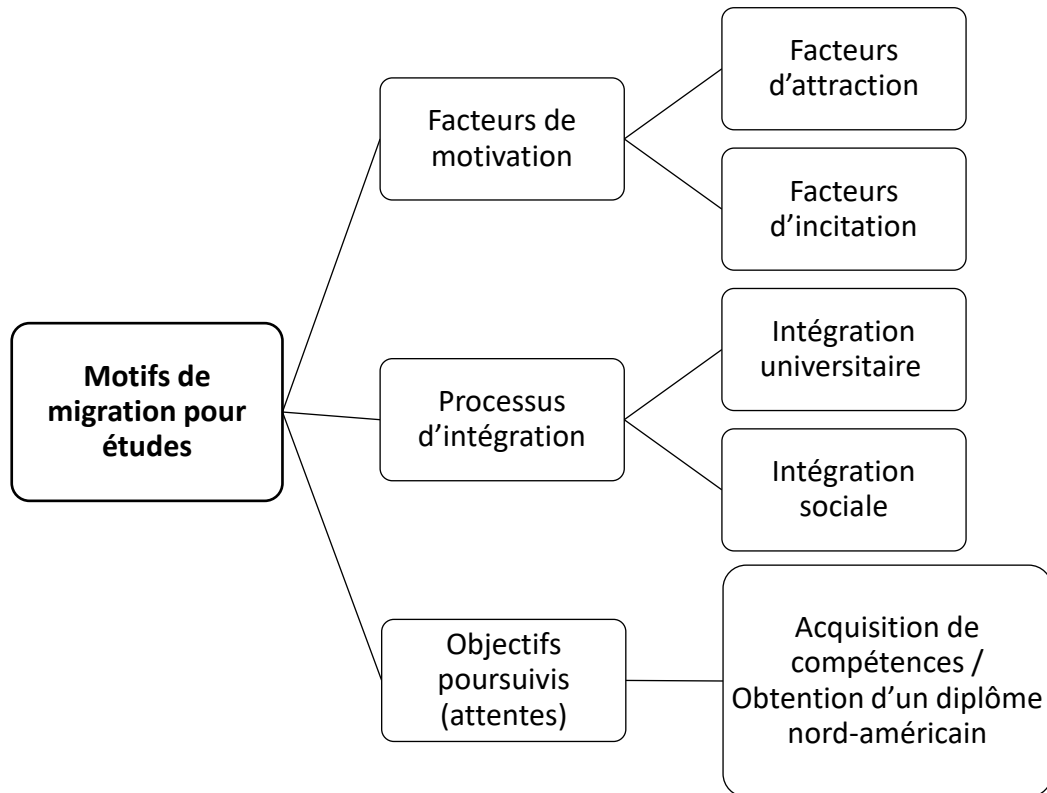 Motifs de
migration pour
études
Facteurs de
motivation
Facteurs
d’attraction
Facteurs
d’incitation
Processus
d’intégration
Intégration
universitaire
Intégration
sociale
Objectifs
poursuivis
(attentes)
Acquisition de
compétences /
Obtention d’un diplôme
nord-américain